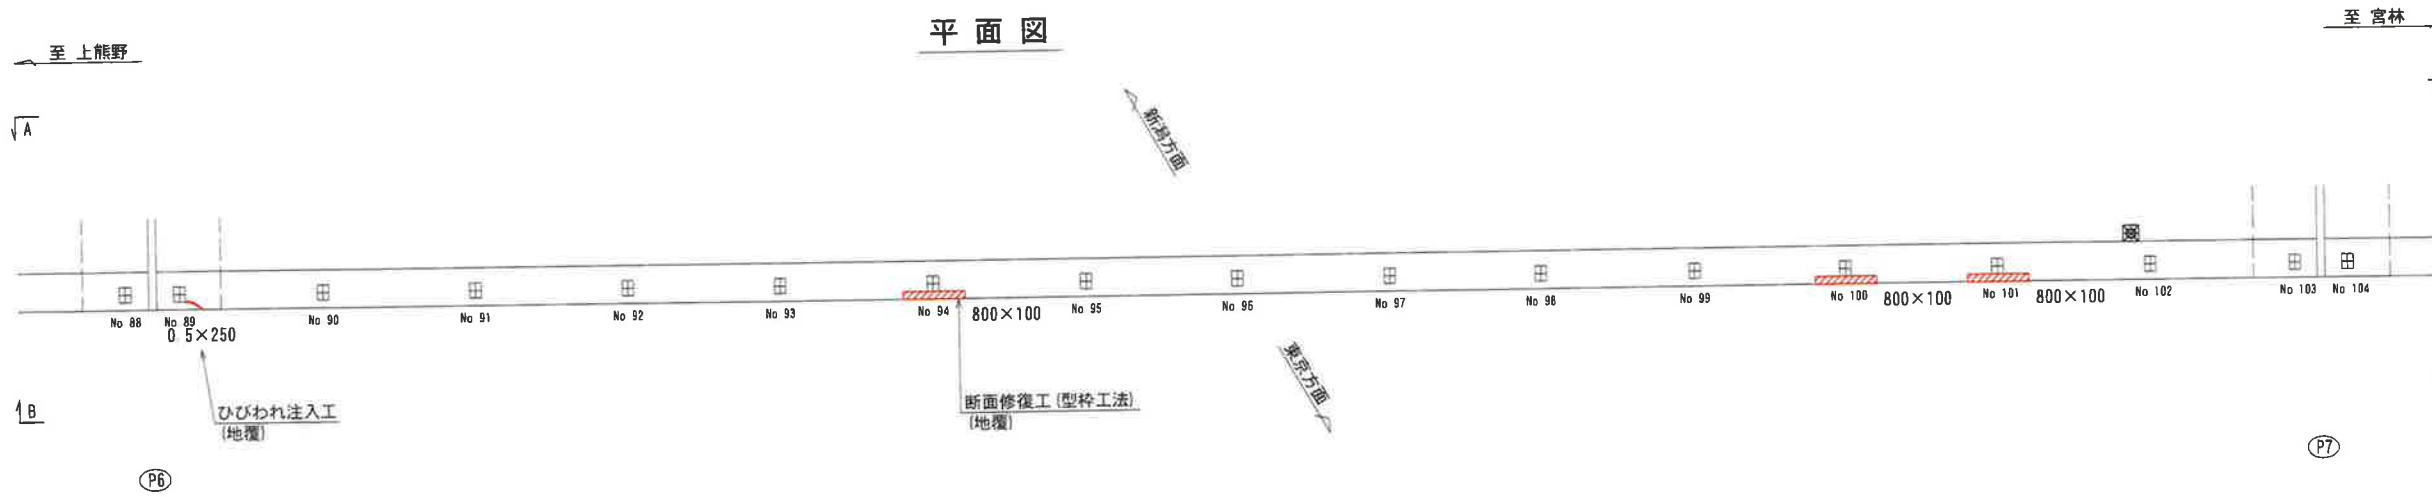 平面図
至 宮林
至 上熊野
A
新潟方面
No 88
No 89
No 90
No 91
No 92
No 93
No 94
No 95
No 96
No 97
No 98
No 99
No 100
No 101
No 102
No 103
No 104
0.5×250
800×100
800×100
800×100
東京方面
B
ひびわれ注入工
(地覆)
断面修復工(型枠工法)
(地覆)
P6
P7